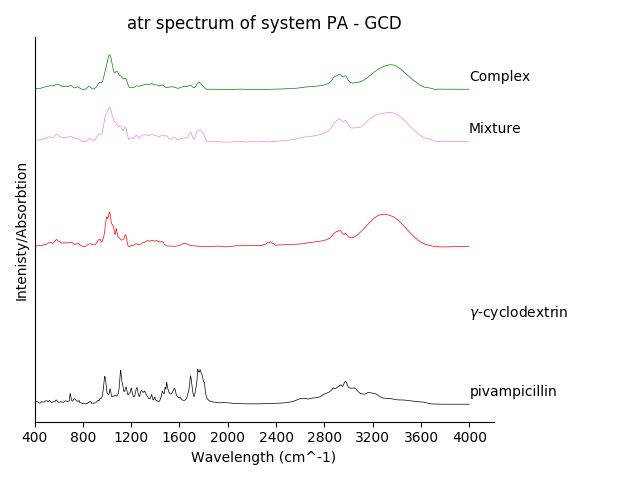 atr spectrum of system PA - GCD
Intenisty/Absorbtion
Complex
Mixture
γ-cyclodextrin
pivampicillin
400 800 1200 1600 2000 2400 2800 3200 3600 4000
Wavelength (cm^-1)